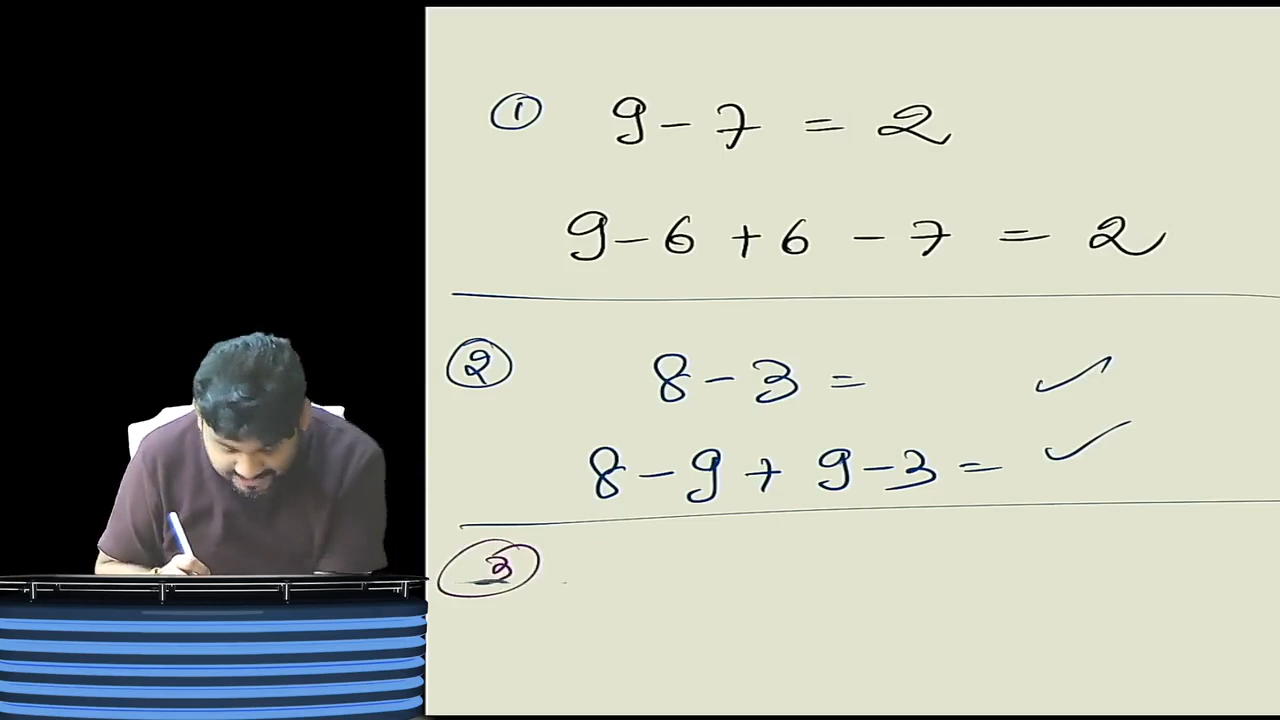 ① 9 - 7 = 2
9 - 6 + 6 - 7 = 2
② 8 - 3 = ✓
8 - 9 + 9 - 3 = ✓
③